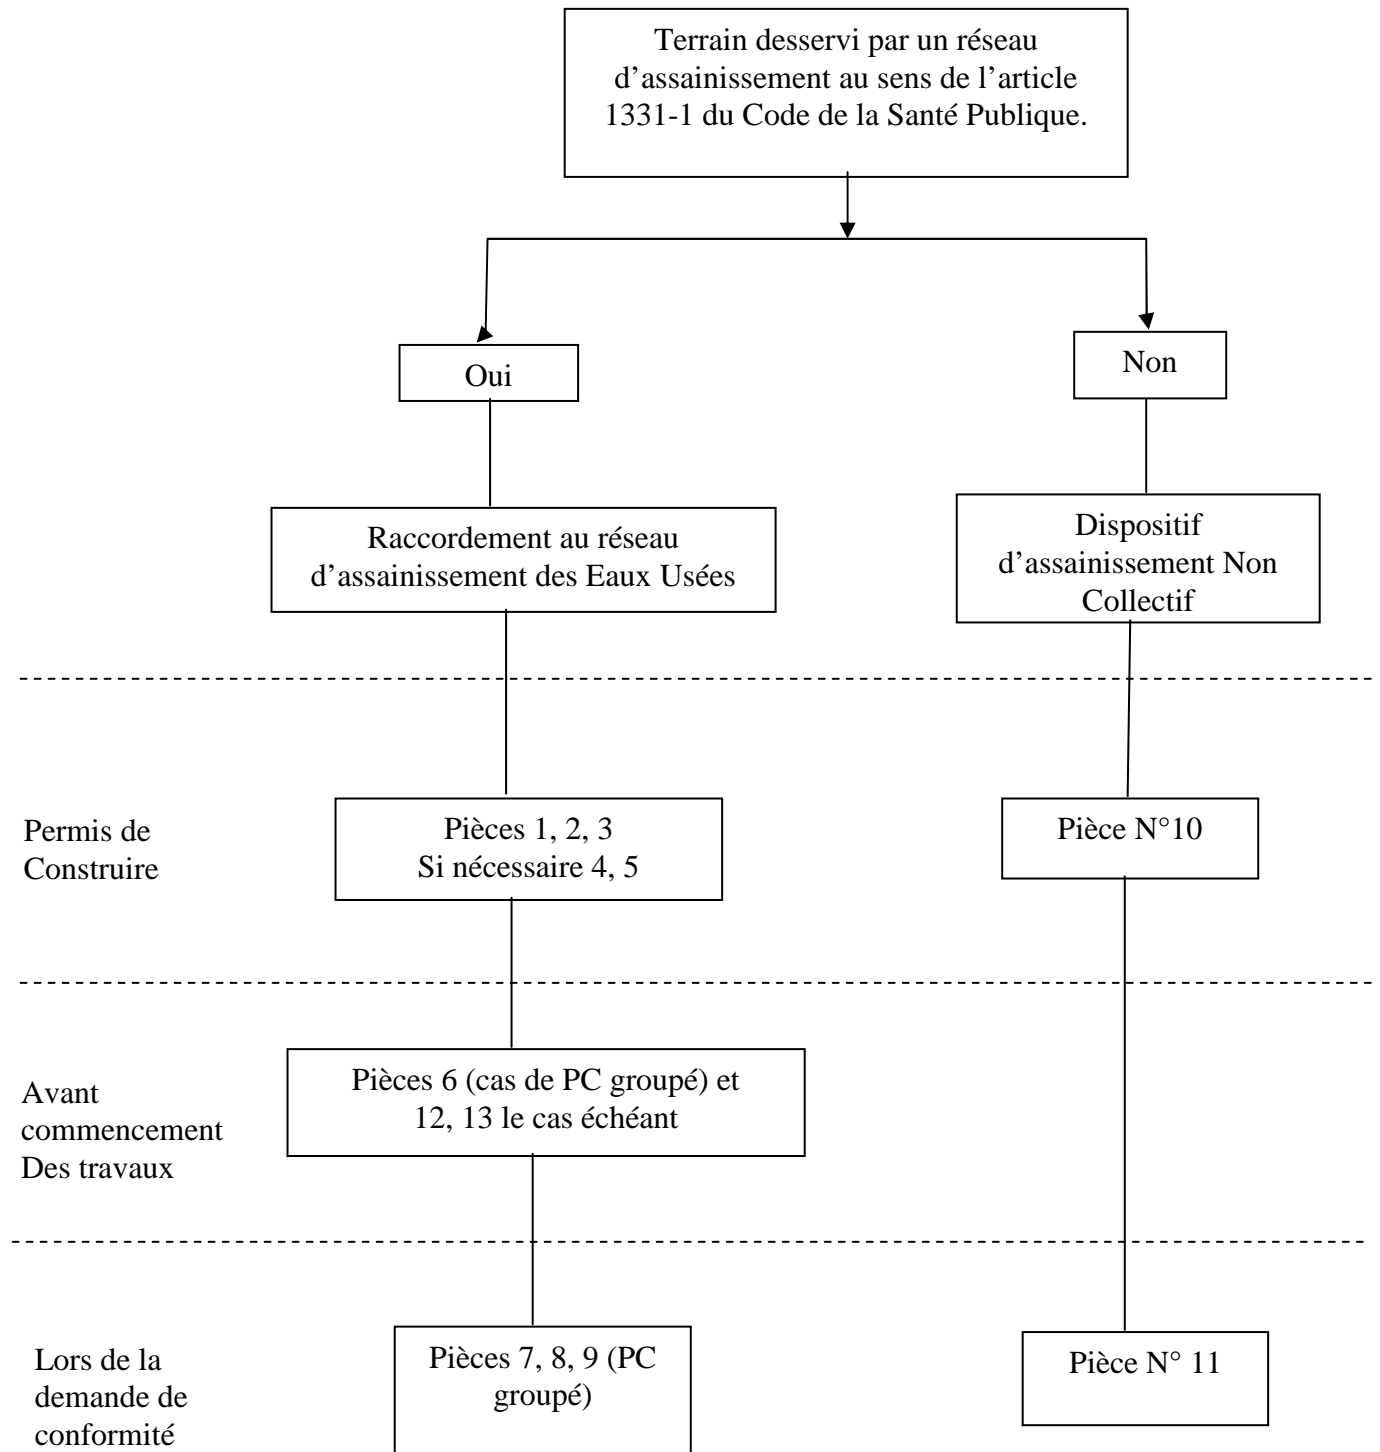 Terrain desservi par un réseau
d’assainissement au sens de l’article
1331-1 du Code de la Santé Publique.
Oui
Non
Raccordement au réseau
d’assainissement des Eaux Usées
Dispositif
d’assainissement Non
Collectif
Permis de
Construire
Pièces 1, 2, 3
Si nécessaire 4, 5
Pièce N°10
Avant
commencement
Des travaux
Pièces 6 (cas de PC groupé) et
12, 13 le cas échéant
Lors de la
demande de
conformité
Pièces 7, 8, 9 (PC
groupé)
Pièce N° 11